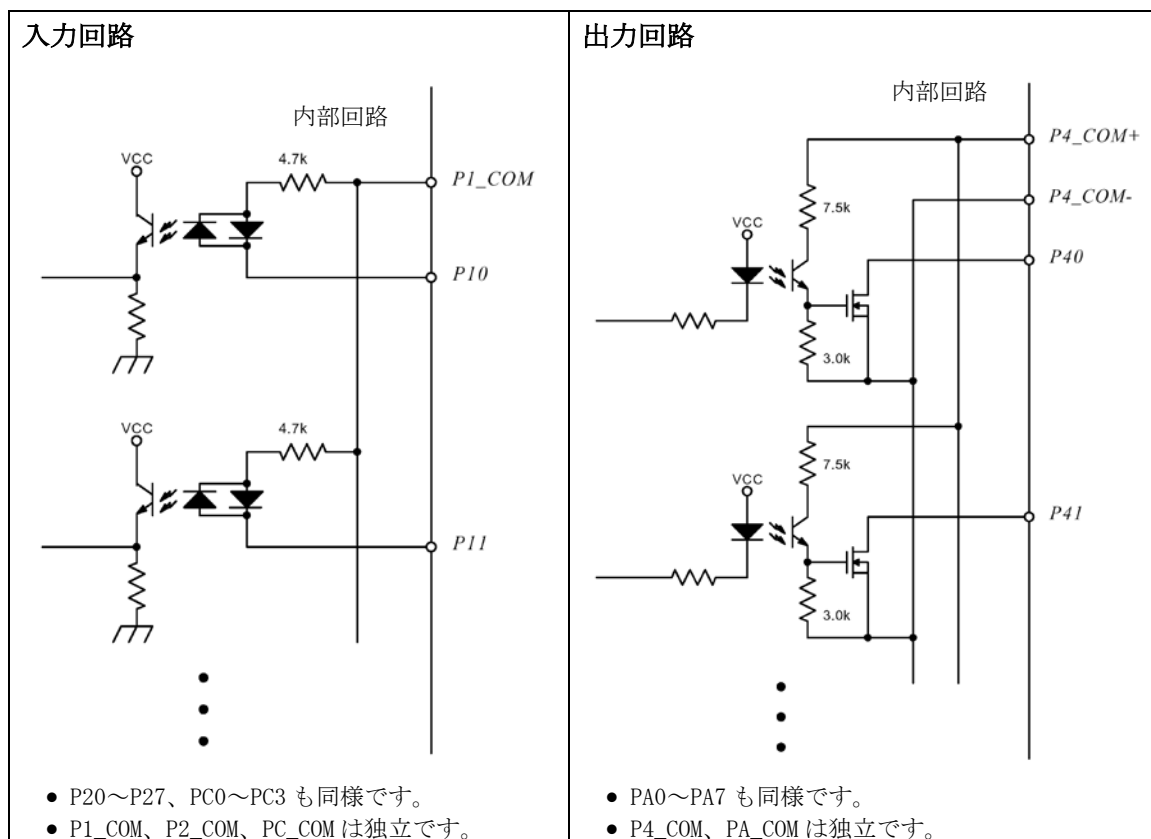 入力回路
内部回路
VCC
4.7k
P1_COM
P10
VCC
4.7k
P11
● P20～P27、PC0～PC3 も同様です。
● P1_COM、P2_COM、PC_COM は独立です。
出力回路
内部回路
P4_COM+
P4_COM-
7.5k
VCC
P40
3.0k
7.5k
VCC
P41
3.0k
● PA0～PA7 も同様です。
● P4_COM、PA_COM は独立です。